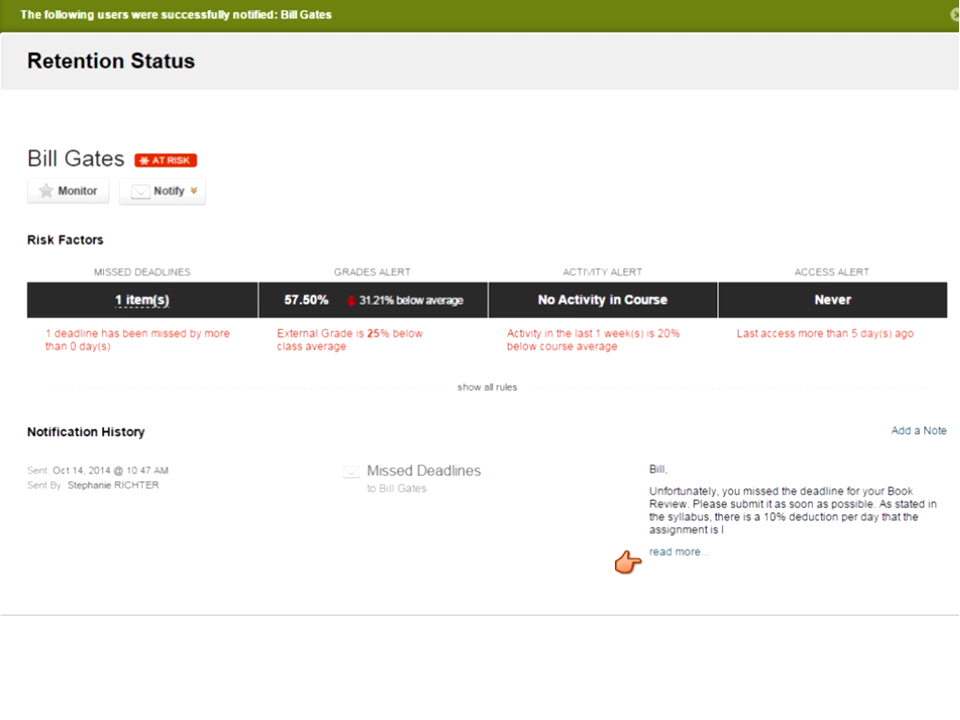 The following users were successfully notified: Bill Gates
Retention Status
Bill Gates AT RISK
Monitor Notify
Risk Factors
MISSED DEADLINES GRADES ALERT ACTIVITY ALERT ACCESS ALERT
1 item(s) 57.50% 31.21% below average No Activity in Course Never
1 deadline has been missed by more than 0 day(s)
External Grade is 25% below class average
Activity in the last 1 week(s) is 20% below course average
Last access more than 5 day(s) ago
show all rules
Notification History Add a Note
Sent Oct 14, 2014 @ 10:47 AM
Sent By Stephanie RICHTER
Missed Deadlines
to Bill Gates
Bill,
Unfortunately, you missed the deadline for your Book
Review. Please submit it as soon as possible. As stated in
the syllabus, there is a 10% deduction per day that the
assignment is l
read more...